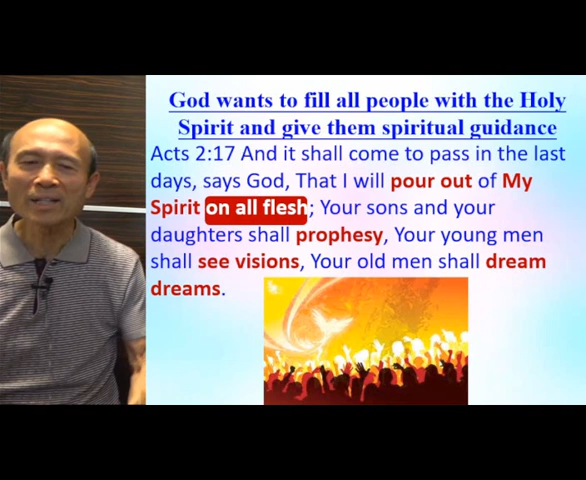 God wants to fill all people with the Holy
Spirit and give them spiritual guidance
Acts 2:17 And it shall come to pass in the last
days, says God, That I will pour out of My
Spirit on all flesh; Your sons and your
daughters shall prophesy, Your young men
shall see visions, Your old men shall dream
dreams.